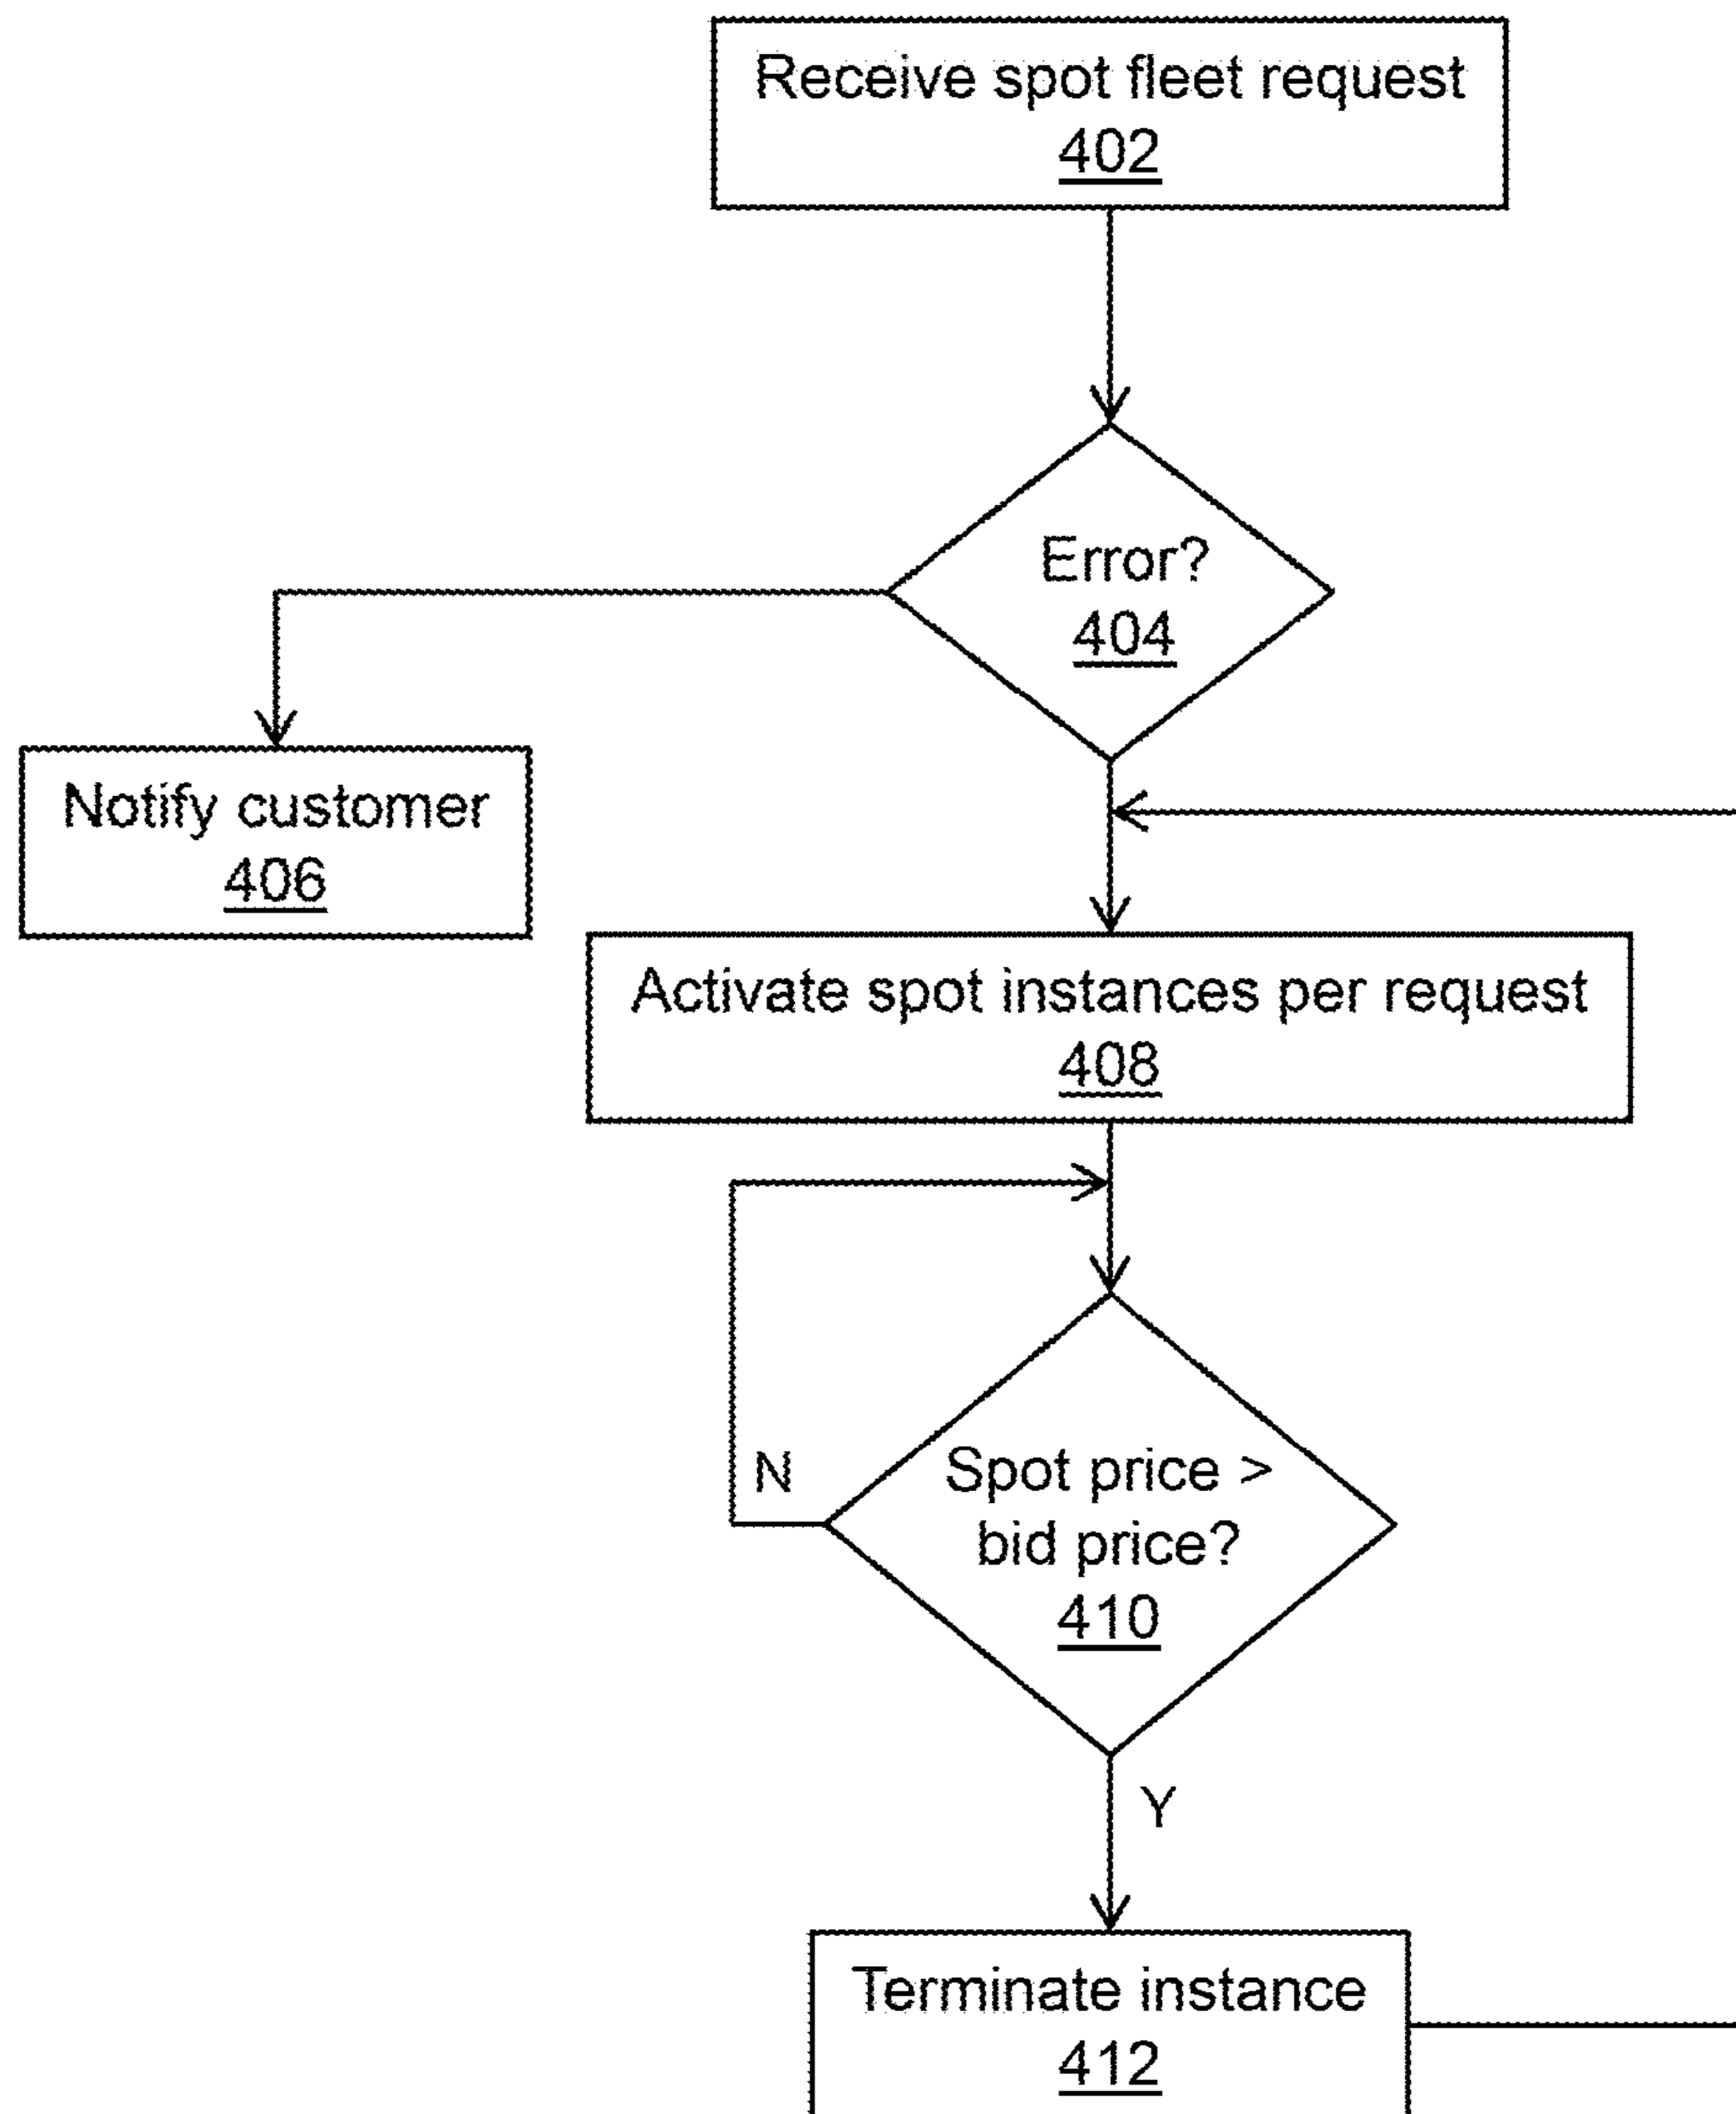 Receive spot fleet request
402
Error?
404
Notify customer
406
Activate spot instances per request
408
N
Spot price >
bid price?
410
Y
Terminate instance
412